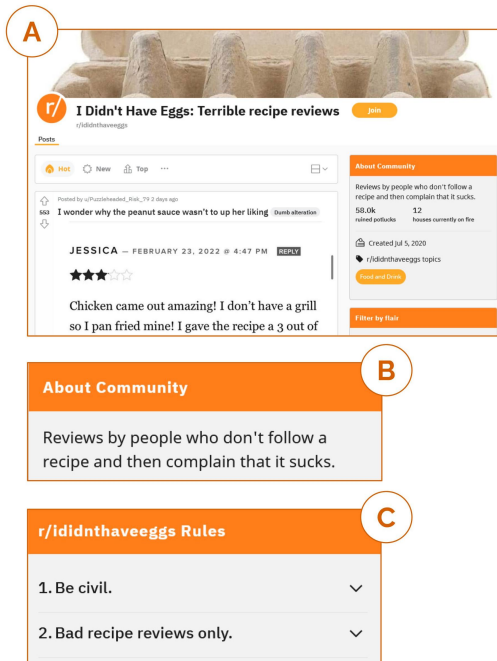 A
r/
I Didn't Have Eggs: Terrible recipe reviews
Join
r/ididnthaveeggs
Posts
Hot New Top ...
About Community
Reviews by people who don't follow a
recipe and then complain that it sucks.
58.0k 12
ruined potlucks houses currently on fire
Created Jul 5, 2020
r/ididnthaveeggs topics
Food and Drink
Filter by flair
Posted by u/Puzzleheaded_Risk_79 2 days ago
553 I wonder why the peanut sauce wasn't to up her liking Dumb alteration
JESSICA — FEBRUARY 23, 2022 @ 4:47 PM REPLY
Chicken came out amazing! I don't have a grill
so I pan fried mine! I gave the recipe a 3 out of
B
About Community
Reviews by people who don't follow a
recipe and then complain that it sucks.
C
r/ididnthaveeggs Rules
1. Be civil.
2. Bad recipe reviews only.